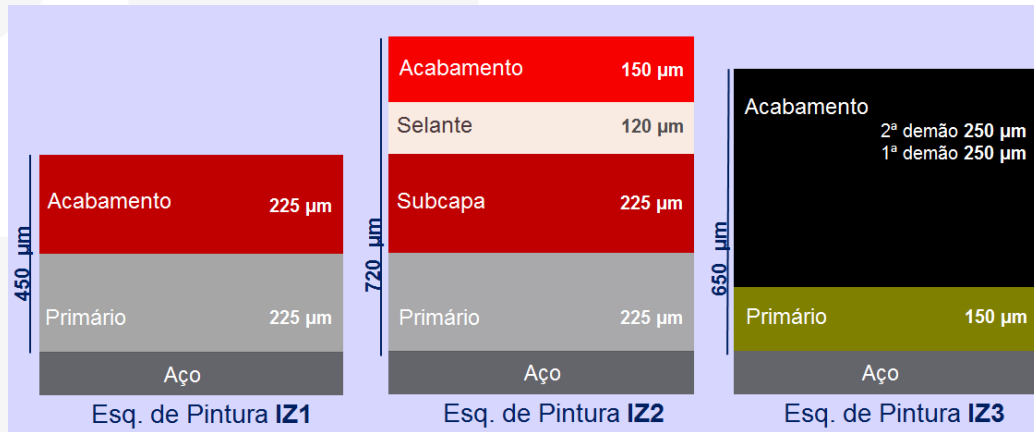 450 µm
Acabamento 225 µm
Primário 225 µm
Aço
Esq. de Pintura IZ1
720 µm
Acabamento 150 µm
Selante 120 µm
Subcapa 225 µm
Primário 225 µm
Aço
Esq. de Pintura IZ2
650 µm
Acabamento
2ª demão 250 µm
1ª demão 250 µm
Primário 150 µm
Aço
Esq. de Pintura IZ3